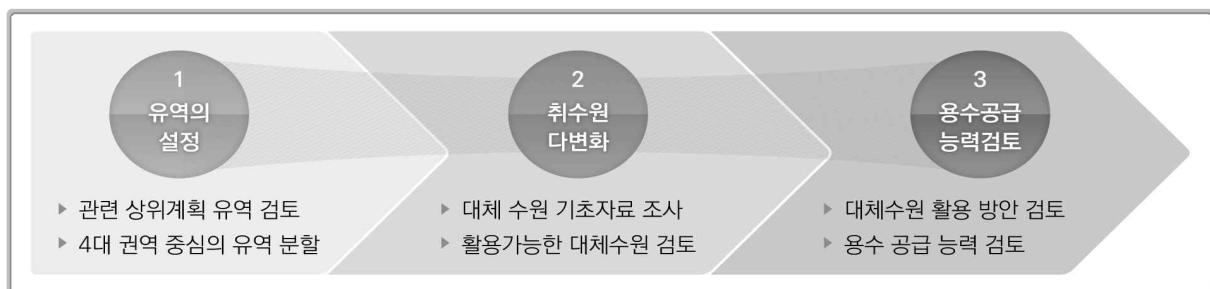 1
유역의
설정
▶ 관련 상위계획 유역 검토
▶ 4대 권역 중심의 유역 분할
2
취수원
다변화
▶ 대체 수원 기초자료 조사
▶ 활용가능한 대체수원 검토
3
용수공급
능력검토
▶ 대체수원 활용 방안 검토
▶ 용수 공급 능력 검토